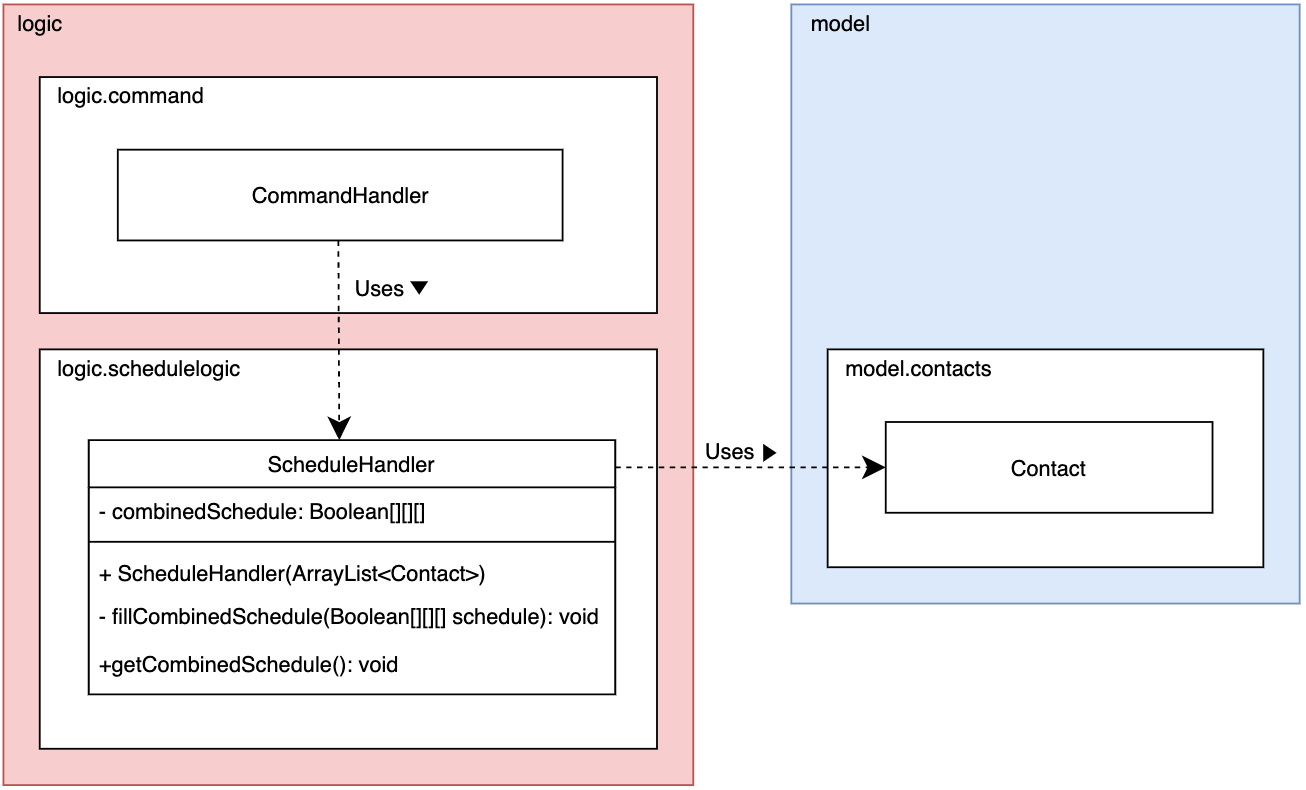 logic
logic.command
CommandHandler
Uses ▼
logic.schedulelogic
ScheduleHandler
- combinedSchedule: Boolean[][][]
+ ScheduleHandler(ArrayList<Contact>)
- fillCombinedSchedule(Boolean[][][] schedule): void
+getCombinedSchedule(): void
Uses ▶
model
model.contacts
Contact